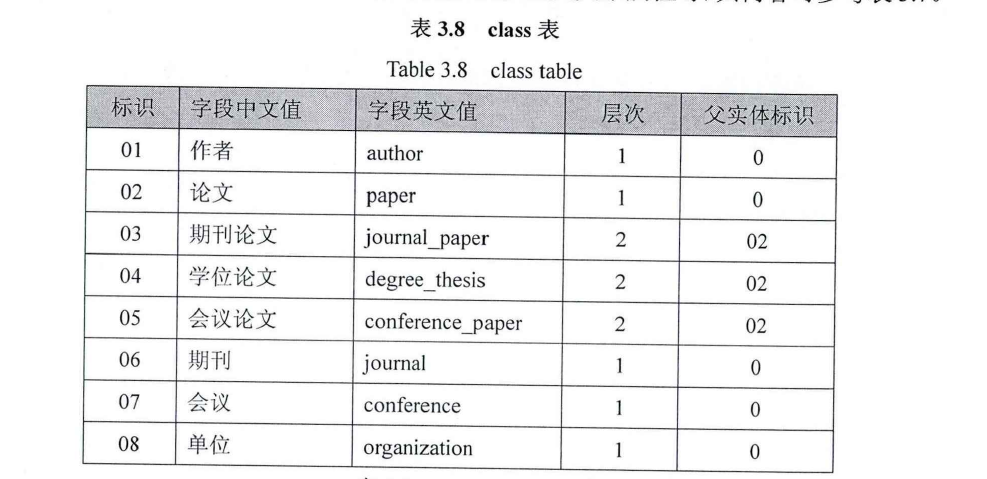 表 3.8 class 表
Table 3.8 class table
标识 字段中文值 字段英文值 层次 父实体标识
01 作者 author 1 0
02 论文 paper 1 0
03 期刊论文 journal_paper 2 02
04 学位论文 degree_thesis 2 02
05 会议论文 conference_paper 2 02
06 期刊 journal 1 0
07 会议 conference 1 0
08 单位 organization 1 0